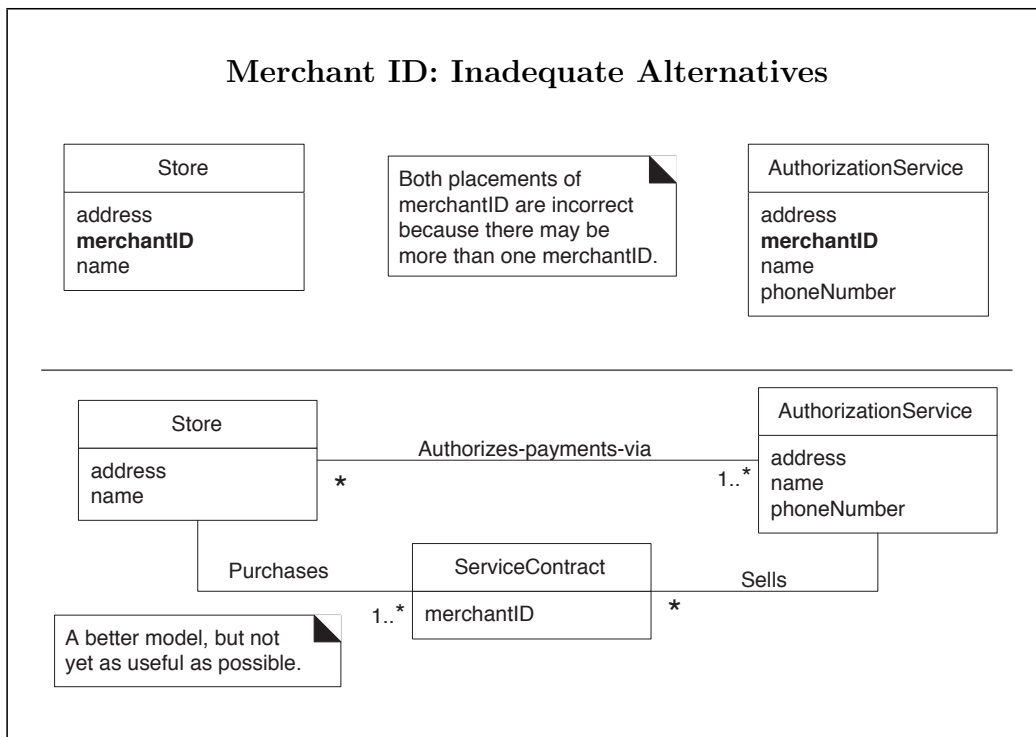 Merchant ID: Inadequate Alternatives
Store
address
merchantID
name
Both placements of
merchantID are incorrect
because there may be
more than one merchantID.
AuthorizationService
address
merchantID
name
phoneNumber
Store
address
name
Authorizes-payments-via
*
1..*
AuthorizationService
address
name
phoneNumber
Purchases
1..*
ServiceContract
merchantID
*
Sells
A better model, but not
yet as useful as possible.